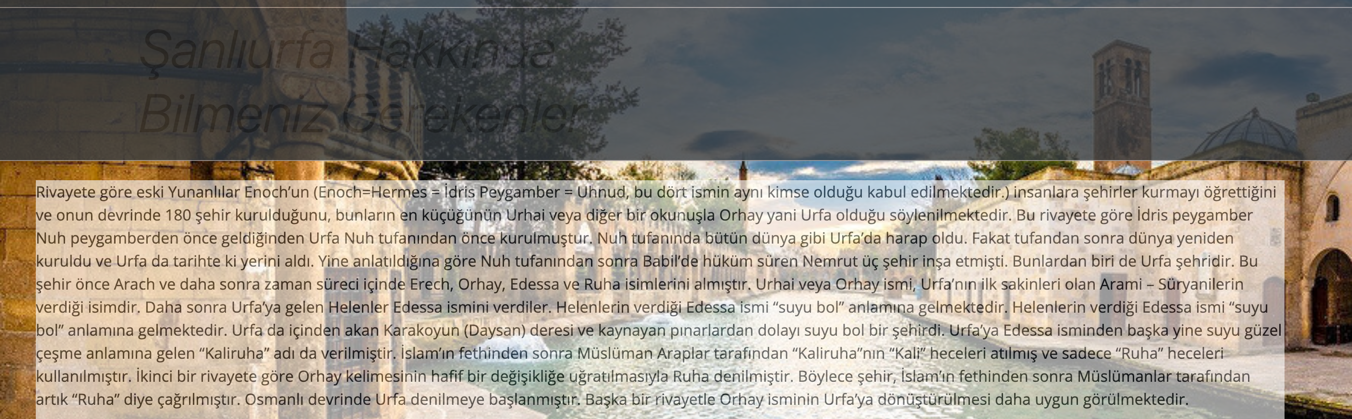 Şanlıurfa Hakkında
Bilmeniz Gerekenler
Rivayete göre eski Yunanlılar Enoch’un (Enoch=Hermes = İdris Peygamber = Uhnud, bu dört ismin aynı kimse olduğu kabul edilmektedir.) insanlara şehirler kurmayı öğrettiğini
ve onun devrinde 180 şehir kurulduğunu, bunların en küçüğünün Urhai veya diğer bir okunuşla Orhay yani Urfa olduğu söylenilmektedir. Bu rivayete göre İdris peygamber
Nuh peygamberden önce geldiğinden Urfa Nuh tufanından önce kurulmuştur. Nuh tufanında bütün dünya gibi Urfa’da harap oldu. Fakat tufandan sonra dünya yeniden
kuruldu ve Urfa da tarihte ki yerini aldı. Yine anlatıldığına göre Nuh tufanından sonra Babil’de hüküm süren Nemrut üç şehir inşa etmişti. Bunlardan biri de Urfa şehridir. Bu
şehir önce Arach ve daha sonra zaman süreci içinde Erech, Orhay, Edessa ve Ruha isimlerini almıştır. Urhai veya Orhay ismi, Urfa’nın ilk sakinleri olan Arami – Süryanilerin
verdiği isimdir. Daha sonra Urfa’ya gelen Helenler Edessa ismini verdiler. Helenlerin verdiği Edessa ismi “suyu bol” anlamına gelmektedir. Helenlerin verdiği Edessa ismi “suyu
bol” anlamına gelmektedir. Urfa da içinden akan Karakoyun (Daysan) deresi ve kaynayan pınarlardan dolayı suyu bol bir şehirdi. Urfa’ya Edessa isminden başka yine suyu güzel
çeşme anlamına gelen “Kaliruha” adı da verilmiştir. İslam’ın fethinden sonra Müslüman Araplar tarafından “Kaliruha”nın “Kali” heceleri atılmış ve sadece “Ruha” heceleri
kullanılmıştır. İkinci bir rivayete göre Orhay kelimesinin hafif bir değişikliğe uğratılmasıyla Ruha denilmiştir. Böylece şehir, İslam’ın fethinden sonra Müslümanlar tarafından
artık “Ruha” diye çağrılmıştır. Osmanlı devrinde Urfa denilmeye başlanmıştır. Başka bir rivayetle Orhay isminin Urfa’ya dönüştürülmesi daha uygun görülmektedir.